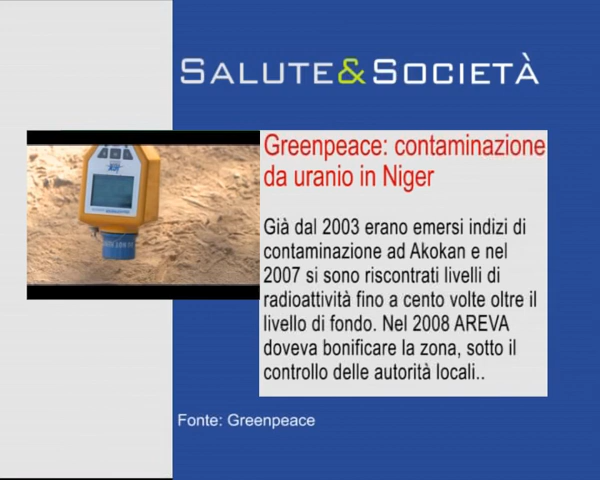 SALUTE&SOCIETÀ
Greenpeace: contaminazione
da uranio in Niger
Già dal 2003 erano emersi indizi di
contaminazione ad Akokan e nel
2007 si sono riscontrati livelli di
radioattività fino a cento volte oltre il
livello di fondo. Nel 2008 AREVA
doveva bonificare la zona, sotto il
controllo delle autorità locali..
Fonte: Greenpeace